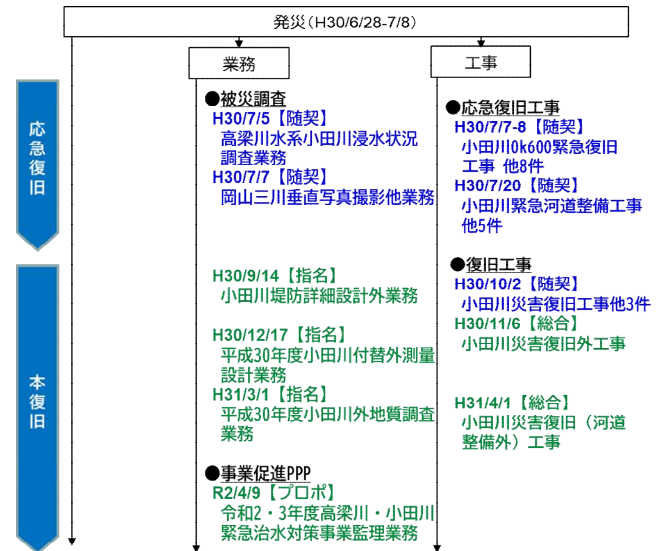 発災（H30/6/28-7/8）
業務
工事
応急復旧
●被災調査
H30/7/5【随契】
高梁川水系小田川浸水状況
調査業務
H30/7/7【随契】
岡山三川垂直写真撮影他業務
●応急復旧工事
H30/7/7-8【随契】
小田川0k600緊急復旧
工事 他8件
H30/7/20【随契】
小田川緊急河道整備工事
他5件
本復旧
H30/9/14【指名】
小田川堤防詳細設計外業務
H30/12/17【指名】
平成30年度小田川付替外測量
設計業務
H31/3/1【指名】
平成30年度小田川外地質調査
業務
●事業促進PPP
R2/4/9【プロポ】
令和2・3年度高梁川・小田川
緊急治水対策事業監理業務
●復旧工事
H30/10/2【随契】
小田川災害復旧工事他3件
H30/11/6【総合】
小田川災害復旧外工事
H31/4/1【総合】
小田川災害復旧（河道
整備外）工事